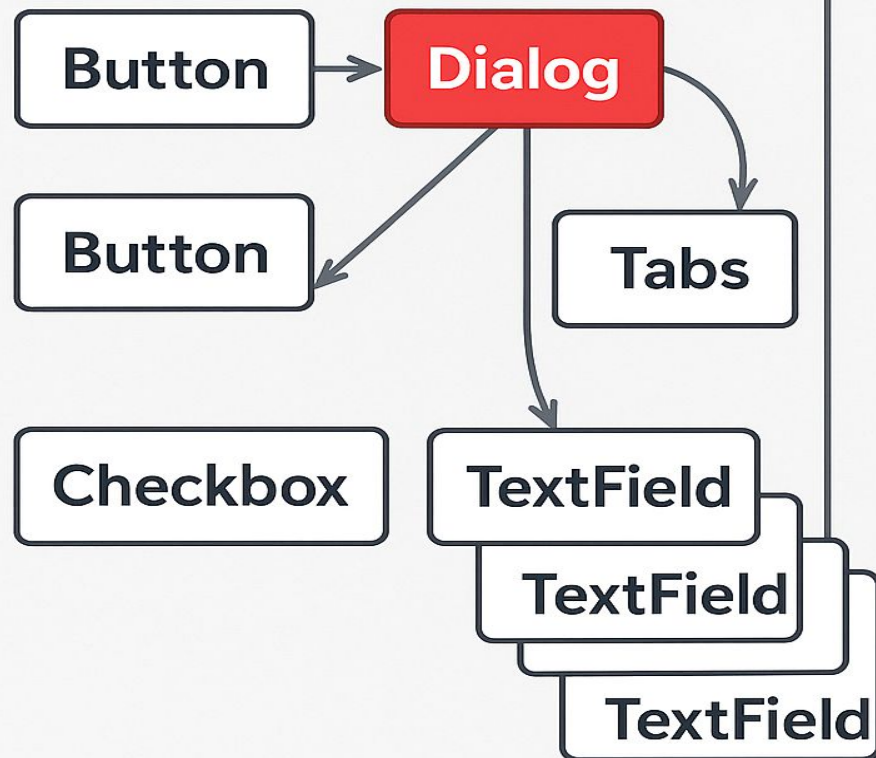 Button
Dialog
Button
Tabs
Checkbox
TextField
TextField
TextField